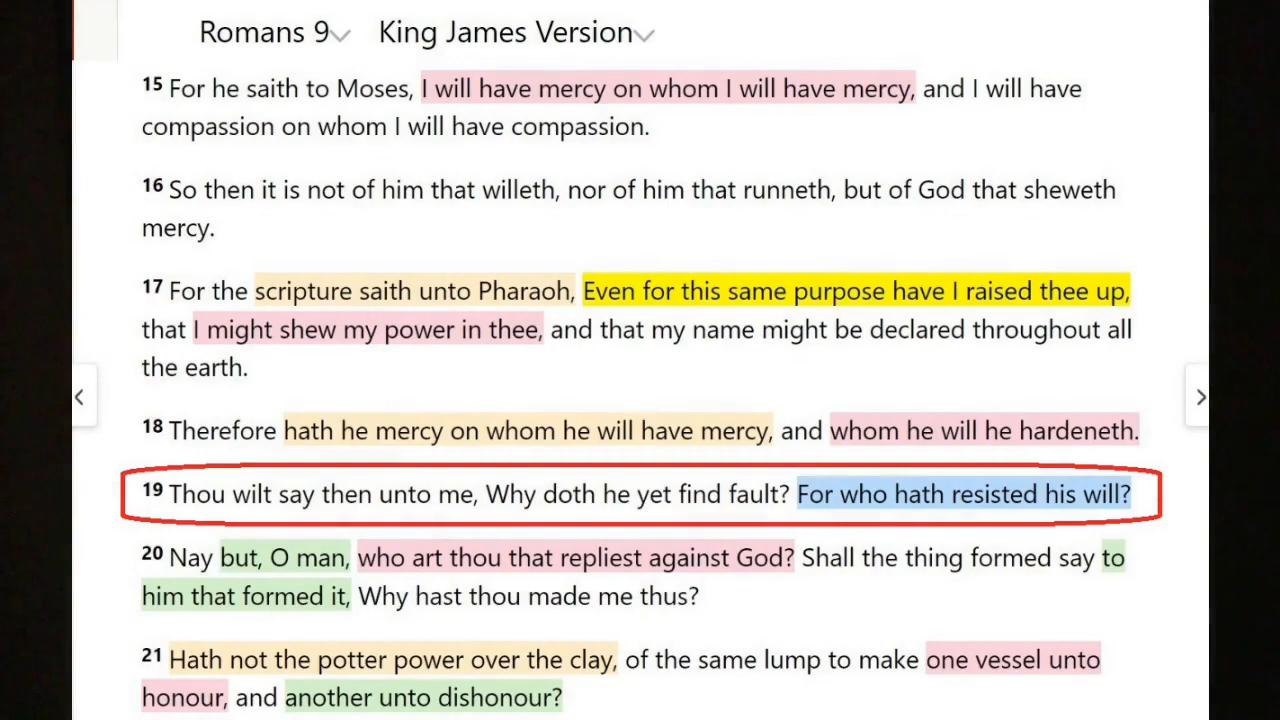 Romans 9 King James Version
15 For he saith to Moses, I will have mercy on whom I will have mercy, and I will have
compassion on whom I will have compassion.
16 So then it is not of him that willeth, nor of him that runneth, but of God that sheweth
mercy.
17 For the scripture saith unto Pharaoh, Even for this same purpose have I raised thee up,
that I might shew my power in thee, and that my name might be declared throughout all
the earth.
18 Therefore hath he mercy on whom he will have mercy, and whom he will he hardeneth.
19 Thou wilt say then unto me, Why doth he yet find fault? For who hath resisted his will?
20 Nay but, O man, who art thou that repliest against God? Shall the thing formed say to
him that formed it, Why hast thou made me thus?
21 Hath not the potter power over the clay, of the same lump to make one vessel unto
honour, and another unto dishonour?